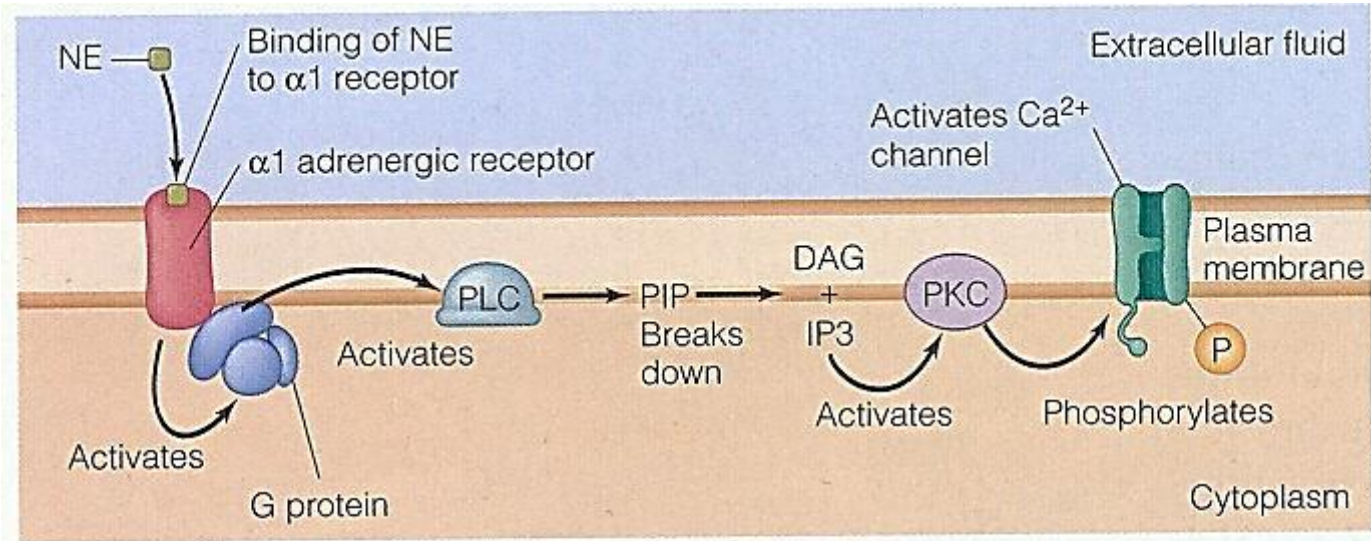 NE
Binding of NE
to α1 receptor
α1 adrenergic receptor
Extracellular fluid
Activates Ca2+
channel
Plasma
membrane
PLC
PIP
Breaks
down
DAG
+
IP3
PKC
P
Activates
Activates
Activates
Phosphorylates
G protein
Cytoplasm